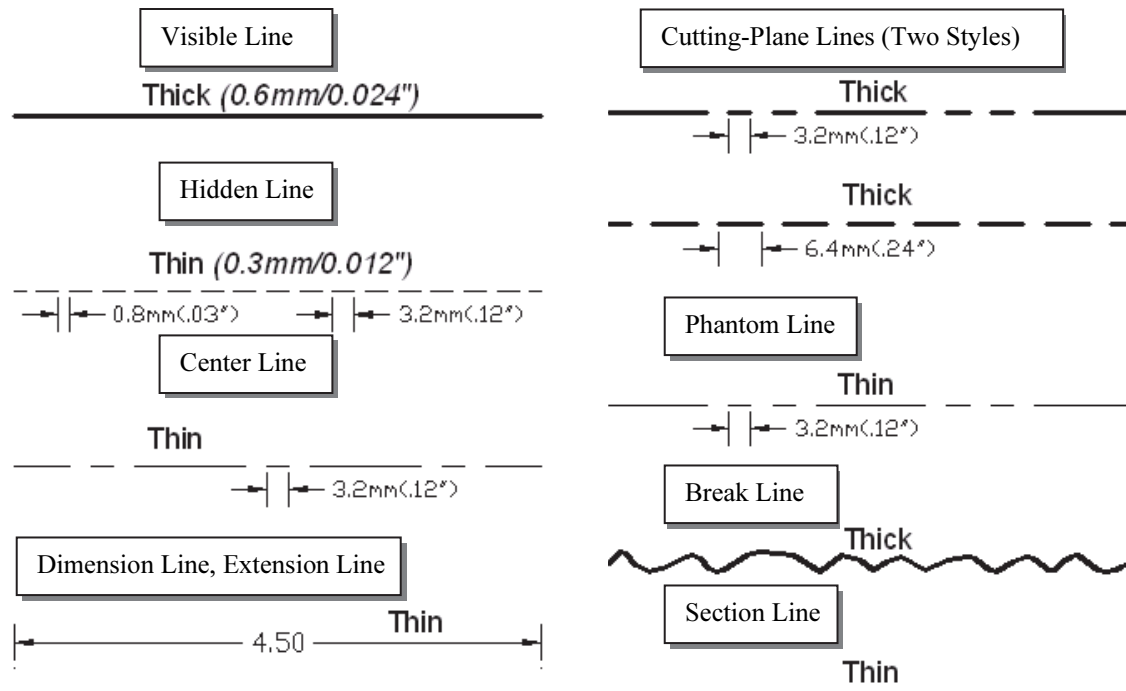 Visible Line
Thick (0.6mm/0.024")
Hidden Line
Thin (0.3mm/0.012")
0.8mm(.03")
3.2mm(.12")
Center Line
Thin
3.2mm(.12")
Dimension Line, Extension Line
Thin
4.50
Cutting-Plane Lines (Two Styles)
Thick
3.2mm(.12")
Thick
6.4mm(.24")
Phantom Line
Thin
3.2mm(.12")
Break Line
Thick
Section Line
Thin